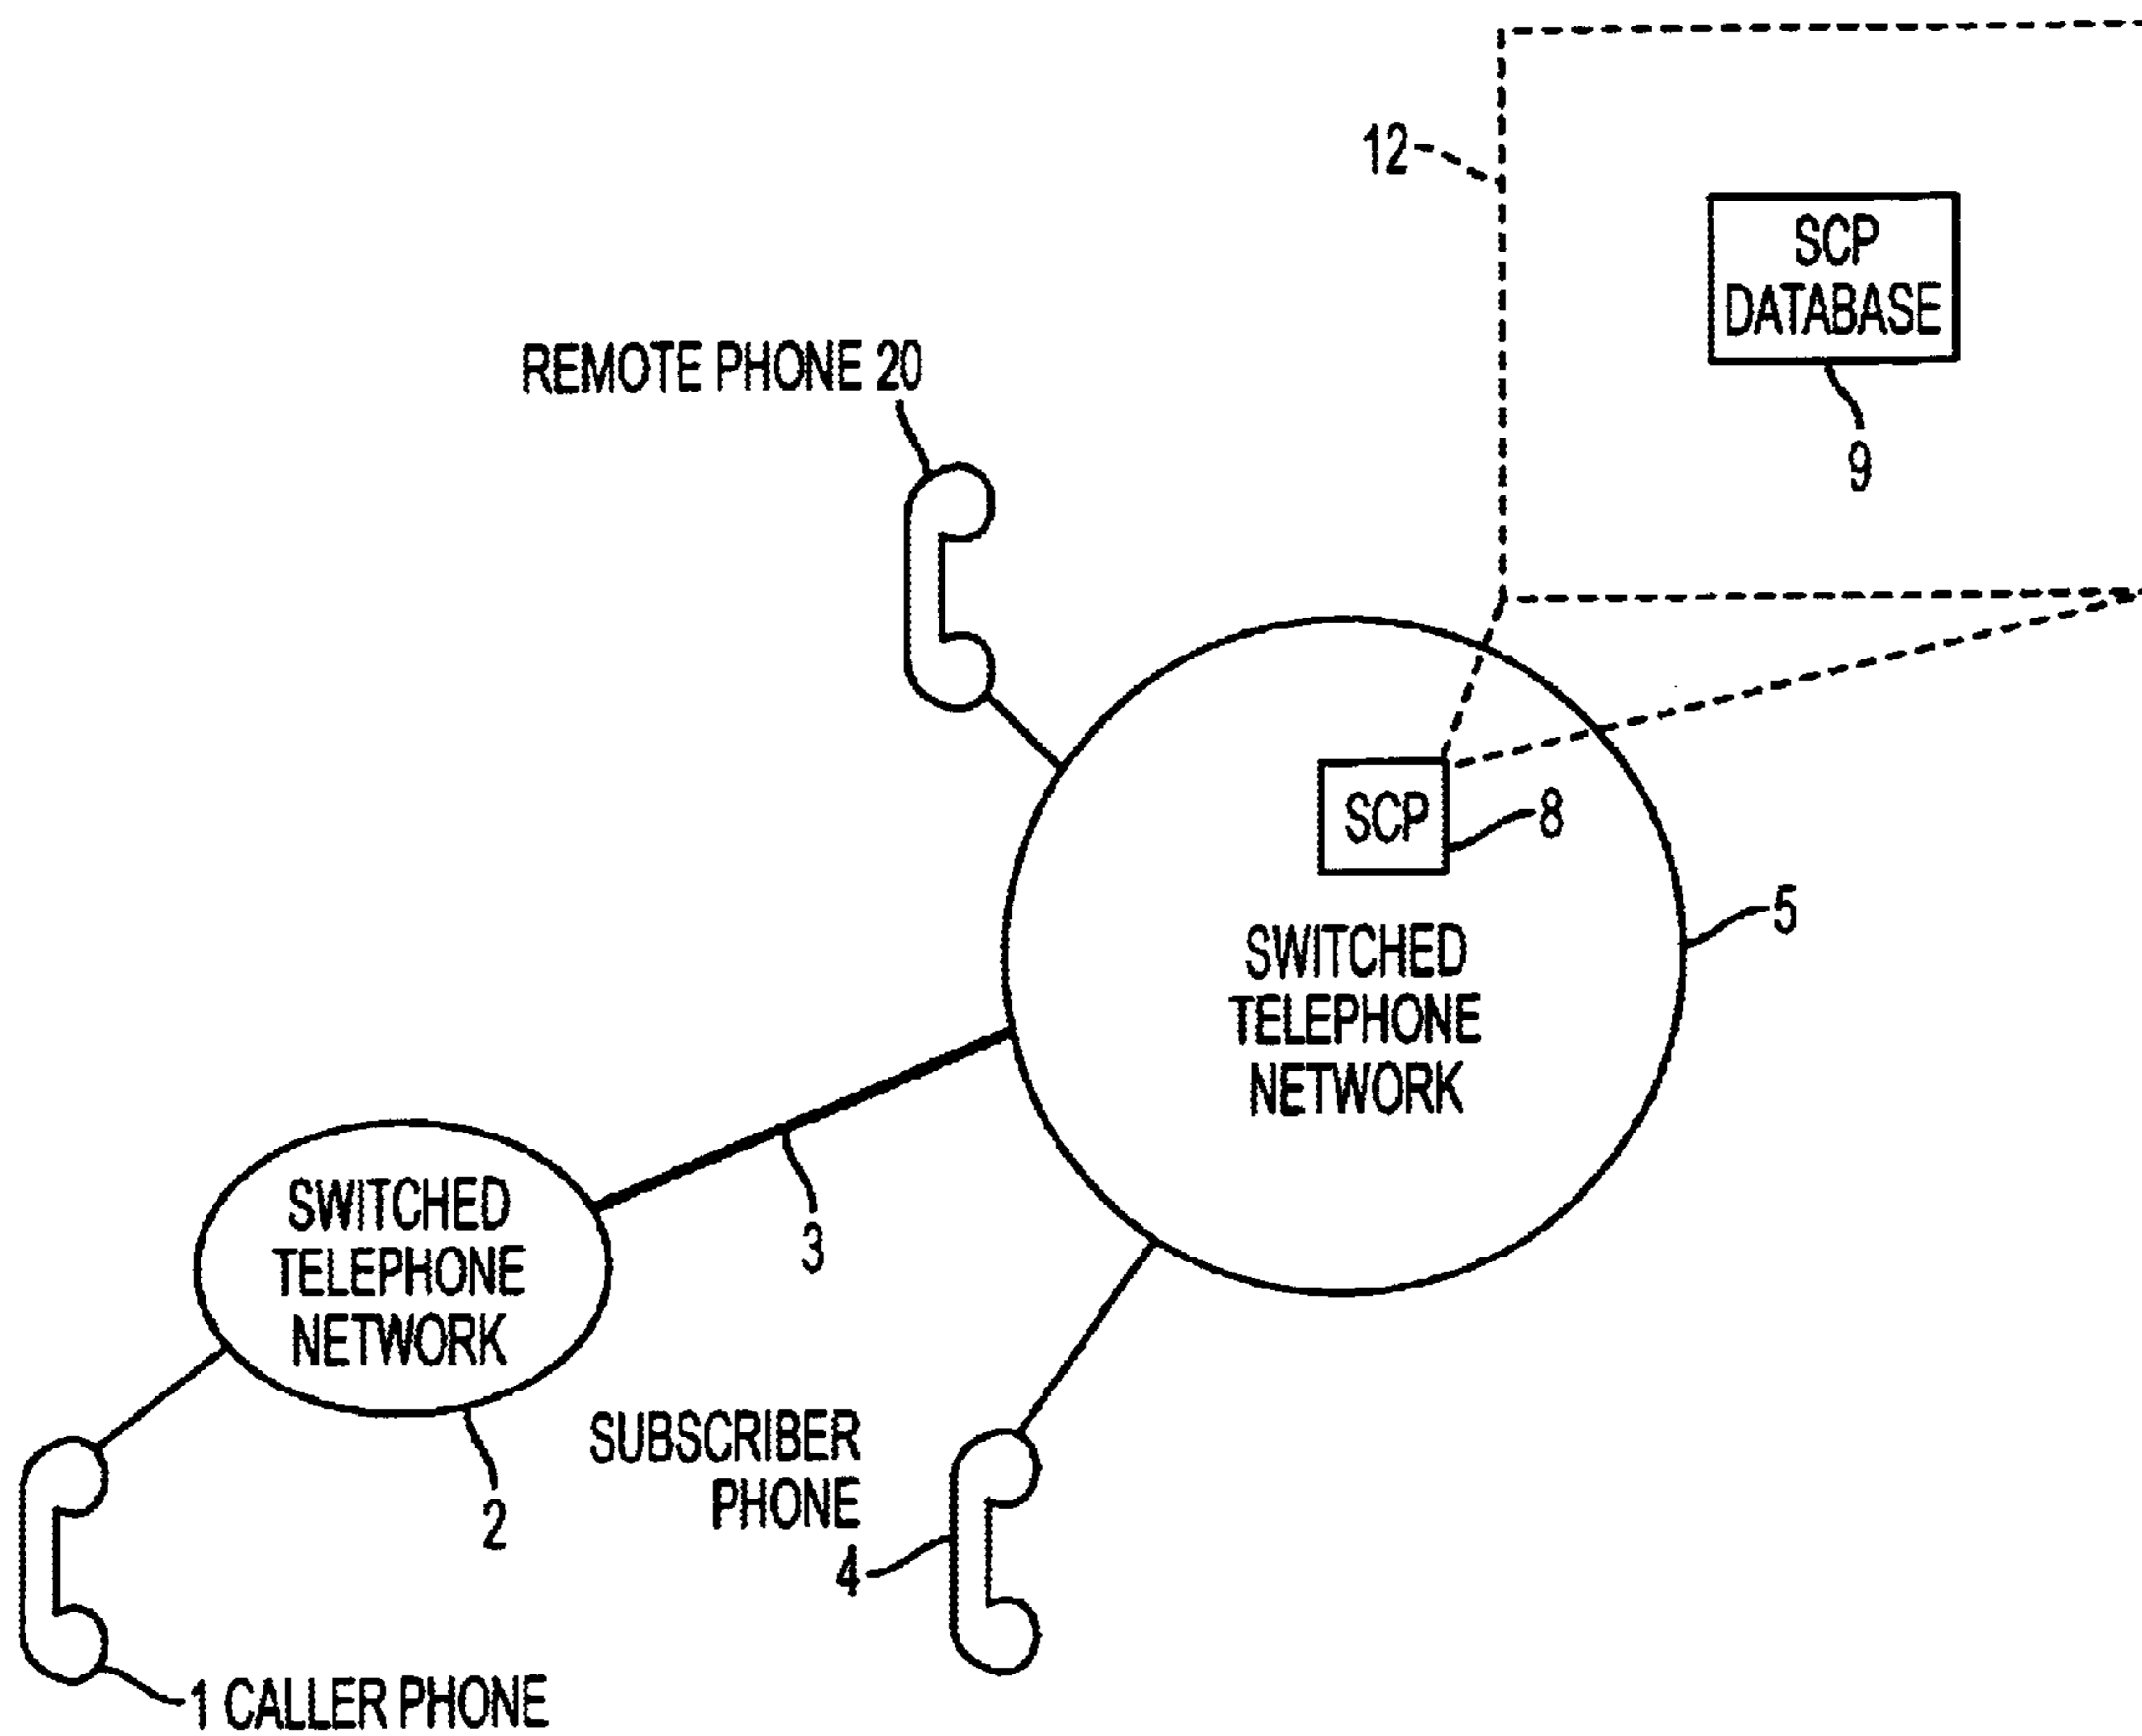 12
SCP
DATABASE
9
REMOTE PHONE 20
SCP
8
5
SWITCHED
TELEPHONE
NETWORK
3
SWITCHED
TELEPHONE
NETWORK
2
SUBSCRIBER
PHONE
4
1 CALLER PHONE